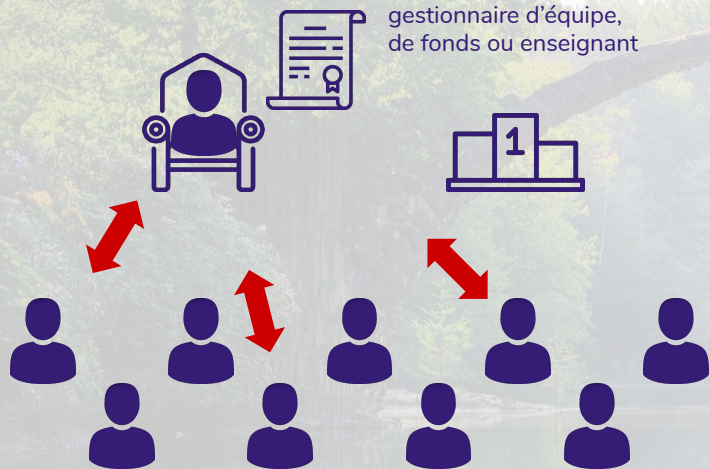 gestionnaire d’équipe,
de fonds ou enseignant
1